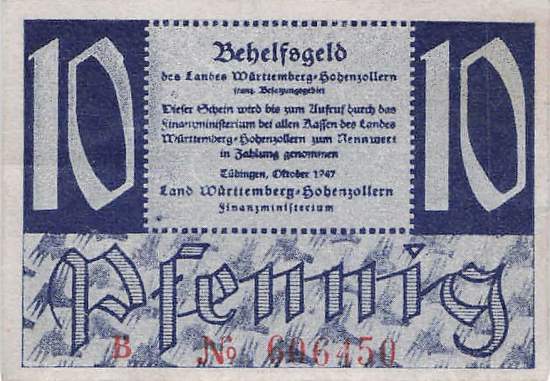 10
10
Behelfsgeld
des Landes Württemberg-Hohenzollern
franz. Besatzungsgebiet
Dieser Schein wird bis zum Aufruf durch das
Finanzministerium bei allen Kassen des Landes
Württemberg-Hohenzollern zum Nennwert
in Zahlung genommen
Tübingen, Oktober 1947
Land Württemberg-Hohenzollern
Finanzministerium
Pfennig
B № 606450